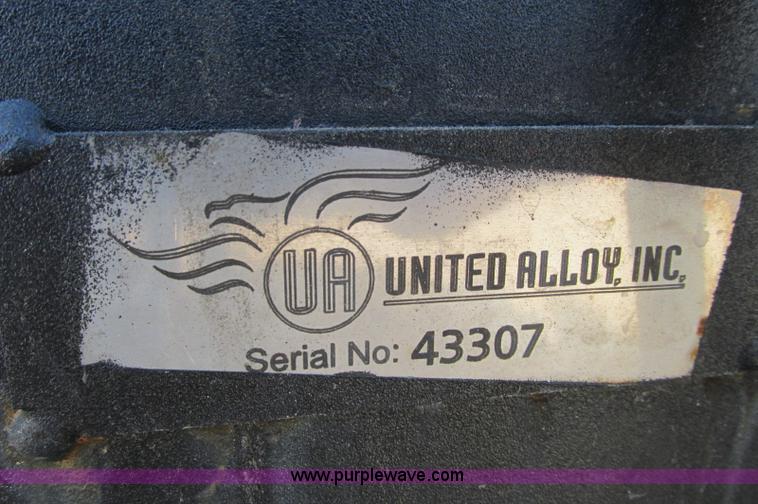 UA UNITED ALLOY, INC.
Serial No: 43307
www.purplewave.com